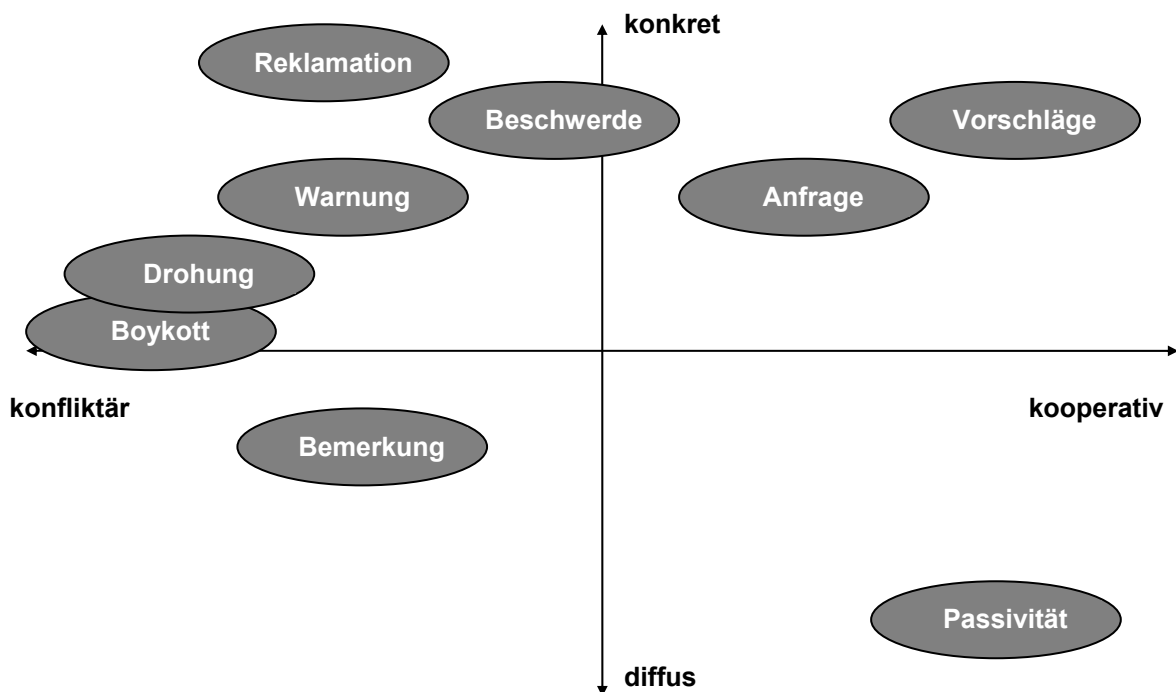 konkret
Reklamation
Beschwerde
Vorschläge
Warnung
Anfrage
Drohung
Boykott
konfliktär
kooperativ
Bemerkung
Passivität
diffus